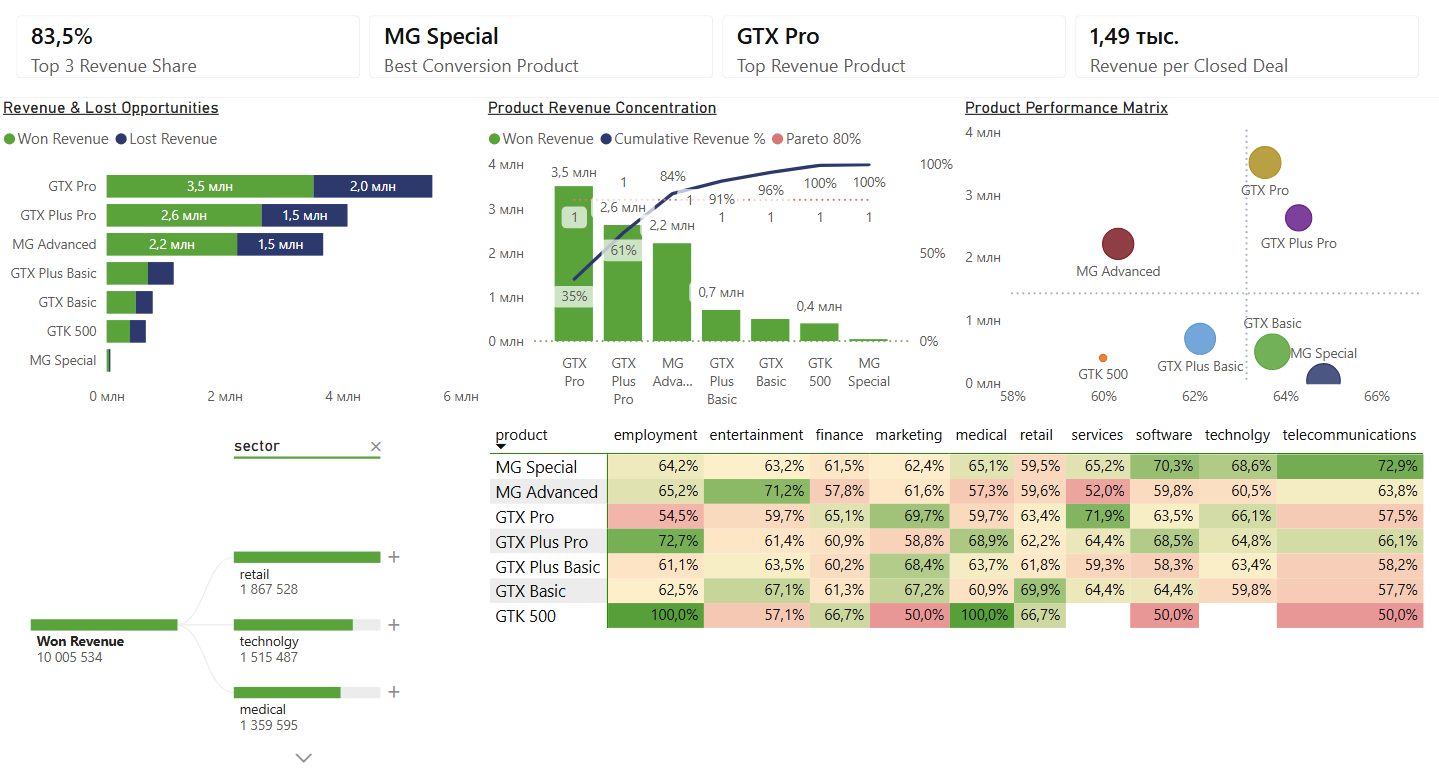 83,5%
Top 3 Revenue Share
MG Special
Best Conversion Product
GTX Pro
Top Revenue Product
1,49 тыс.
Revenue per Closed Deal
Revenue & Lost Opportunities
Won Revenue Lost Revenue
GTX Pro 3,5 млн 2,0 млн
GTX Plus Pro 2,6 млн 1,5 млн
MG Advanced 2,2 млн 1,5 млн
GTX Plus Basic
GTX Basic
GTK 500
MG Special
0 млн 2 млн 4 млн 6 млн
Product Revenue Concentration
Won Revenue Cumulative Revenue % Pareto 80%
4 млн
3 млн
2 млн
1 млн
0 млн
100%
50%
0%
3,5 млн
2,6 млн
2,2 млн
0,7 млн
0,4 млн
35%
61%
84%
91%
96%
100%
100%
1
1
1
1
1
1
1
GTX
Pro
GTX
Plus
Pro
MG
Adva...
GTX
Plus
Basic
GTX
Basic
GTK
500
MG
Special
Product Performance Matrix
4 млн
3 млн
2 млн
1 млн
0 млн
GTX Pro
GTX Plus Pro
MG Advanced
GTX Basic
MG Special
GTX Plus Basic
GTK 500
58% 60% 62% 64% 66%
sector
Won Revenue
10 005 534
retail
1 867 528
technolgy
1 515 487
medical
1 359 595
product employment entertainment finance marketing medical retail services software technolgy telecommunications
MG Special 64,2% 63,2% 61,5% 62,4% 65,1% 59,5% 65,2% 70,3% 68,6% 72,9%
MG Advanced 65,2% 71,2% 57,8% 61,6% 57,3% 59,6% 52,0% 59,8% 60,5% 63,8%
GTX Pro 54,5% 59,7% 65,1% 69,7% 59,7% 63,4% 71,9% 63,5% 66,1% 57,5%
GTX Plus Pro 72,7% 61,4% 60,9% 58,8% 68,9% 62,2% 64,4% 68,5% 64,8% 66,1%
GTX Plus Basic 61,1% 63,5% 60,2% 68,4% 63,7% 61,8% 59,3% 58,3% 63,4% 58,2%
GTX Basic 62,5% 67,1% 61,3% 67,2% 60,9% 69,9% 64,4% 64,4% 59,8% 57,7%
GTK 500 100,0% 57,1% 66,7% 50,0% 100,0% 66,7% 50,0% 50,0%